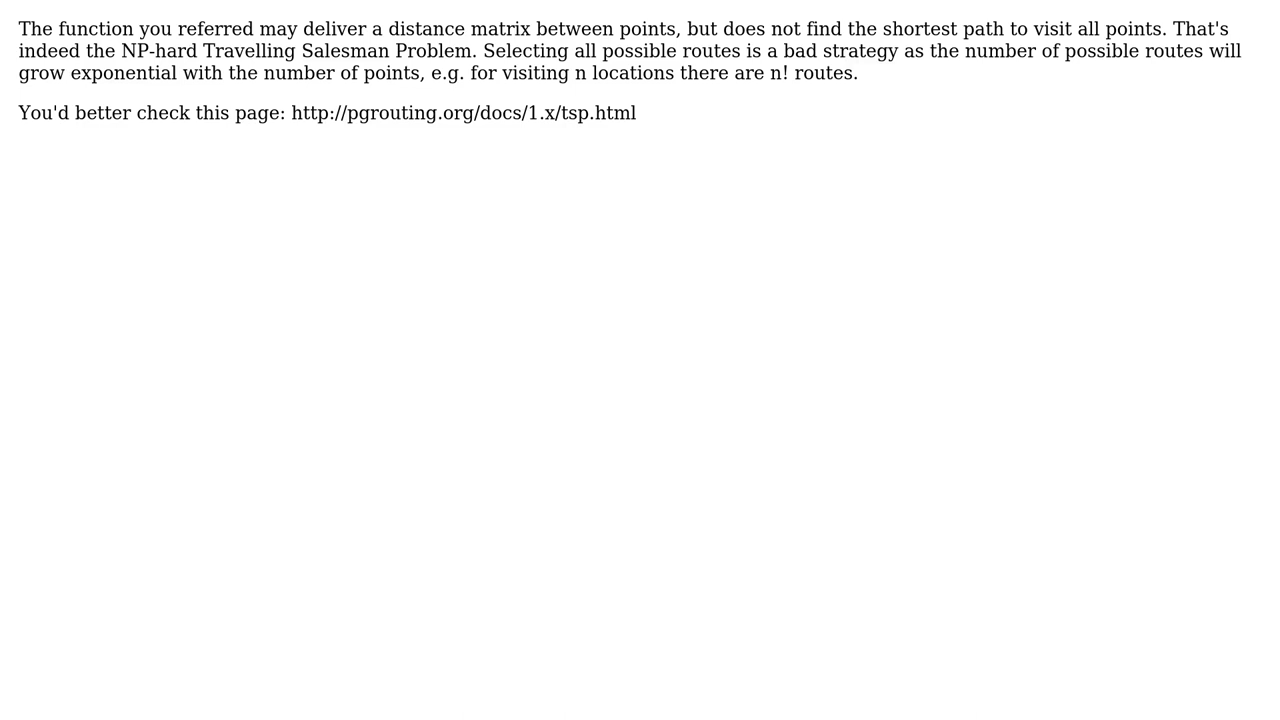 The function you referred may deliver a distance matrix between points, but does not find the shortest path to visit all points. That's
indeed the NP-hard Travelling Salesman Problem. Selecting all possible routes is a bad strategy as the number of possible routes will
grow exponential with the number of points, e.g. for visiting n locations there are n! routes.
You'd better check this page: http://pgrouting.org/docs/1.x/tsp.html